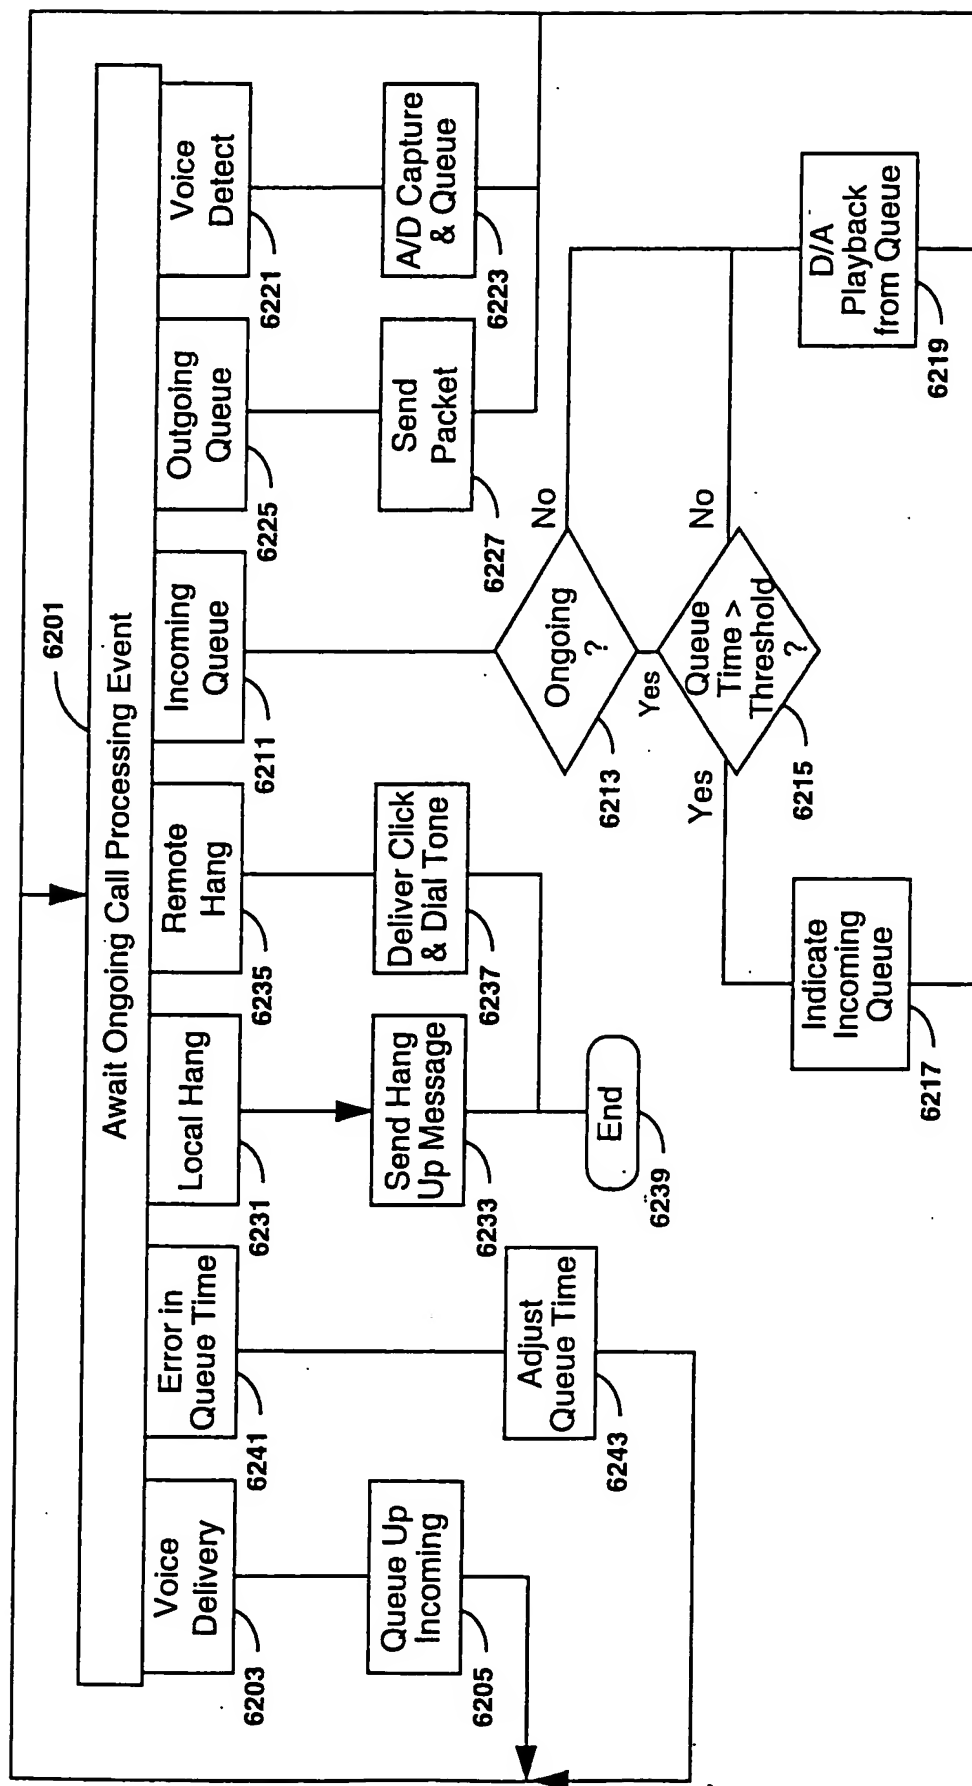 6201
Await Ongoing Call Processing Event
Voice
Delivery
6203
Error in
Queue Time
6241
Local Hang
6231
Remote
Hang
6235
Incoming
Queue
6211
Outgoing
Queue
6225
Voice
Detect
6221
Queue Up
Incoming
6205
Send Hang
Up Message
6233
Deliver Click
& Dial Tone
6237
Send
Packet
6227
A/D Capture
& Queue
6223
Adjust
Queue Time
6243
End
6239
Ongoing
?
6213
No
Yes
Queue
Time >
Threshold
?
6215
Yes
No
Indicate
Incoming
Queue
6217
D/A
Playback
from Queue
6219